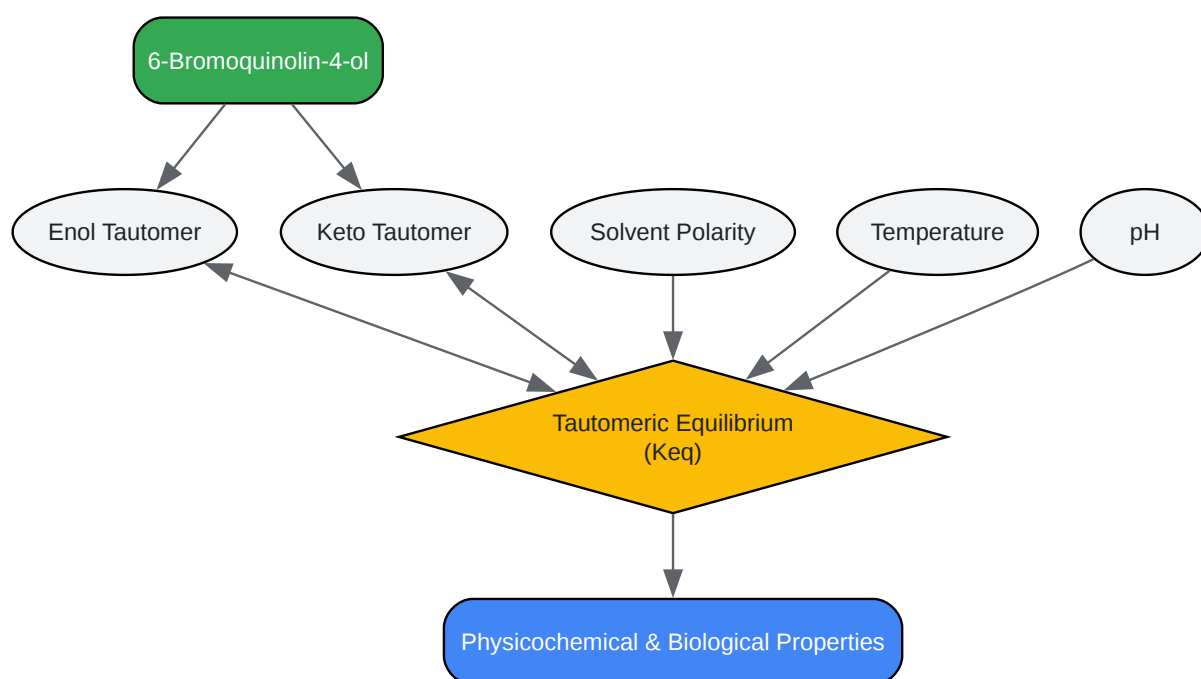 6-Bromoquinolin-4-ol
Enol Tautomer
Keto Tautomer
Solvent Polarity
Temperature
pH
Tautomeric Equilibrium
(Keq)
Physicochemical & Biological Properties